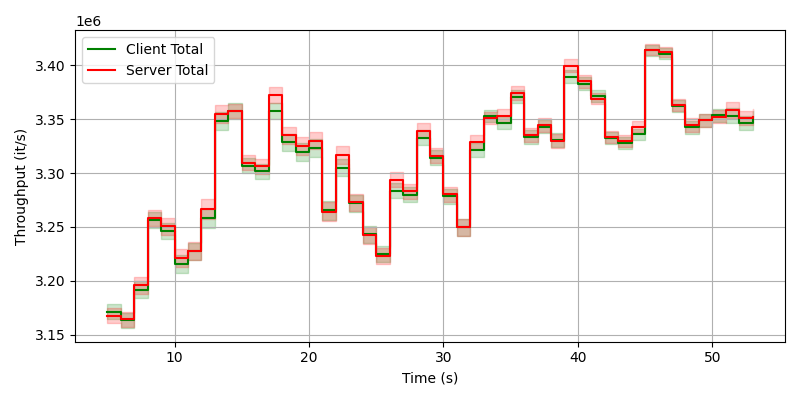 1e6
Client Total
Server Total
3.40
3.35
3.30
3.25
3.20
3.15
Throughput (it/s)
10 20 30 40 50
Time (s)